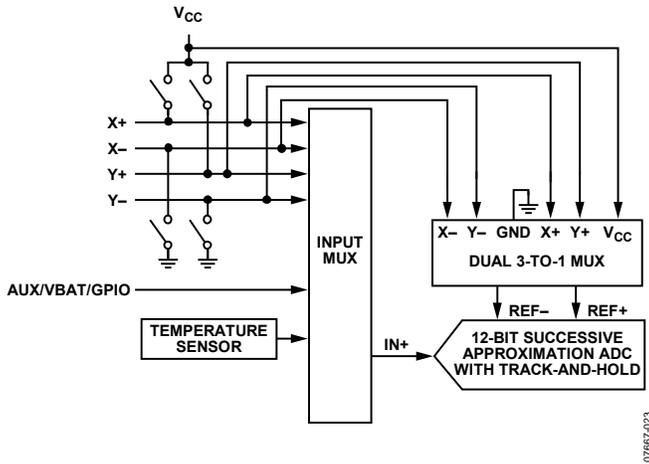 VCC
X+
X–
Y+
Y–
AUX/VBAT/GPIO
TEMPERATURE
SENSOR
INPUT
MUX
IN+
X– Y– GND X+ Y+ VCC
DUAL 3-TO-1 MUX
REF– REF+
12-BIT SUCCESSIVE
APPROXIMATION ADC
WITH TRACK-AND-HOLD
07667-023